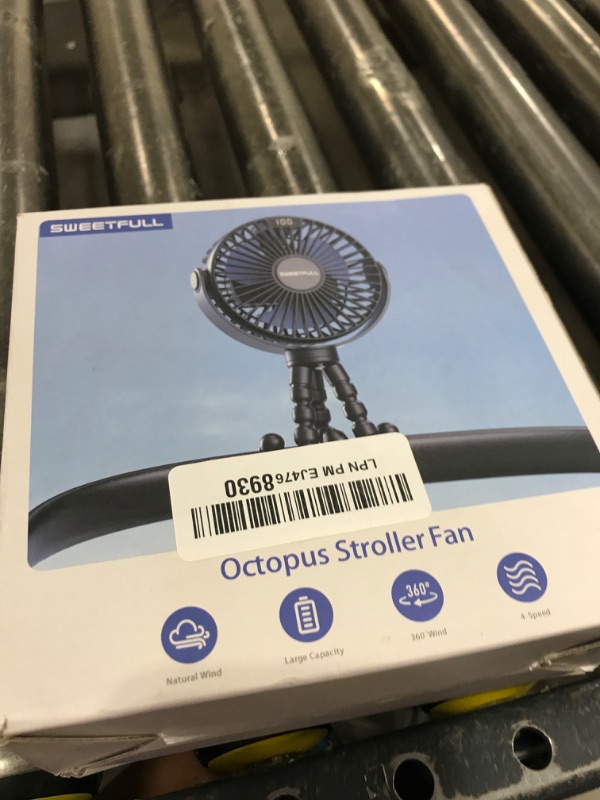 SWEETFULL
100
SWEETFULL
LPN PM EJ4768930
Octopus Stroller Fan
Natural Wind
Large Capacity
360°
360 Wind
4-Speed